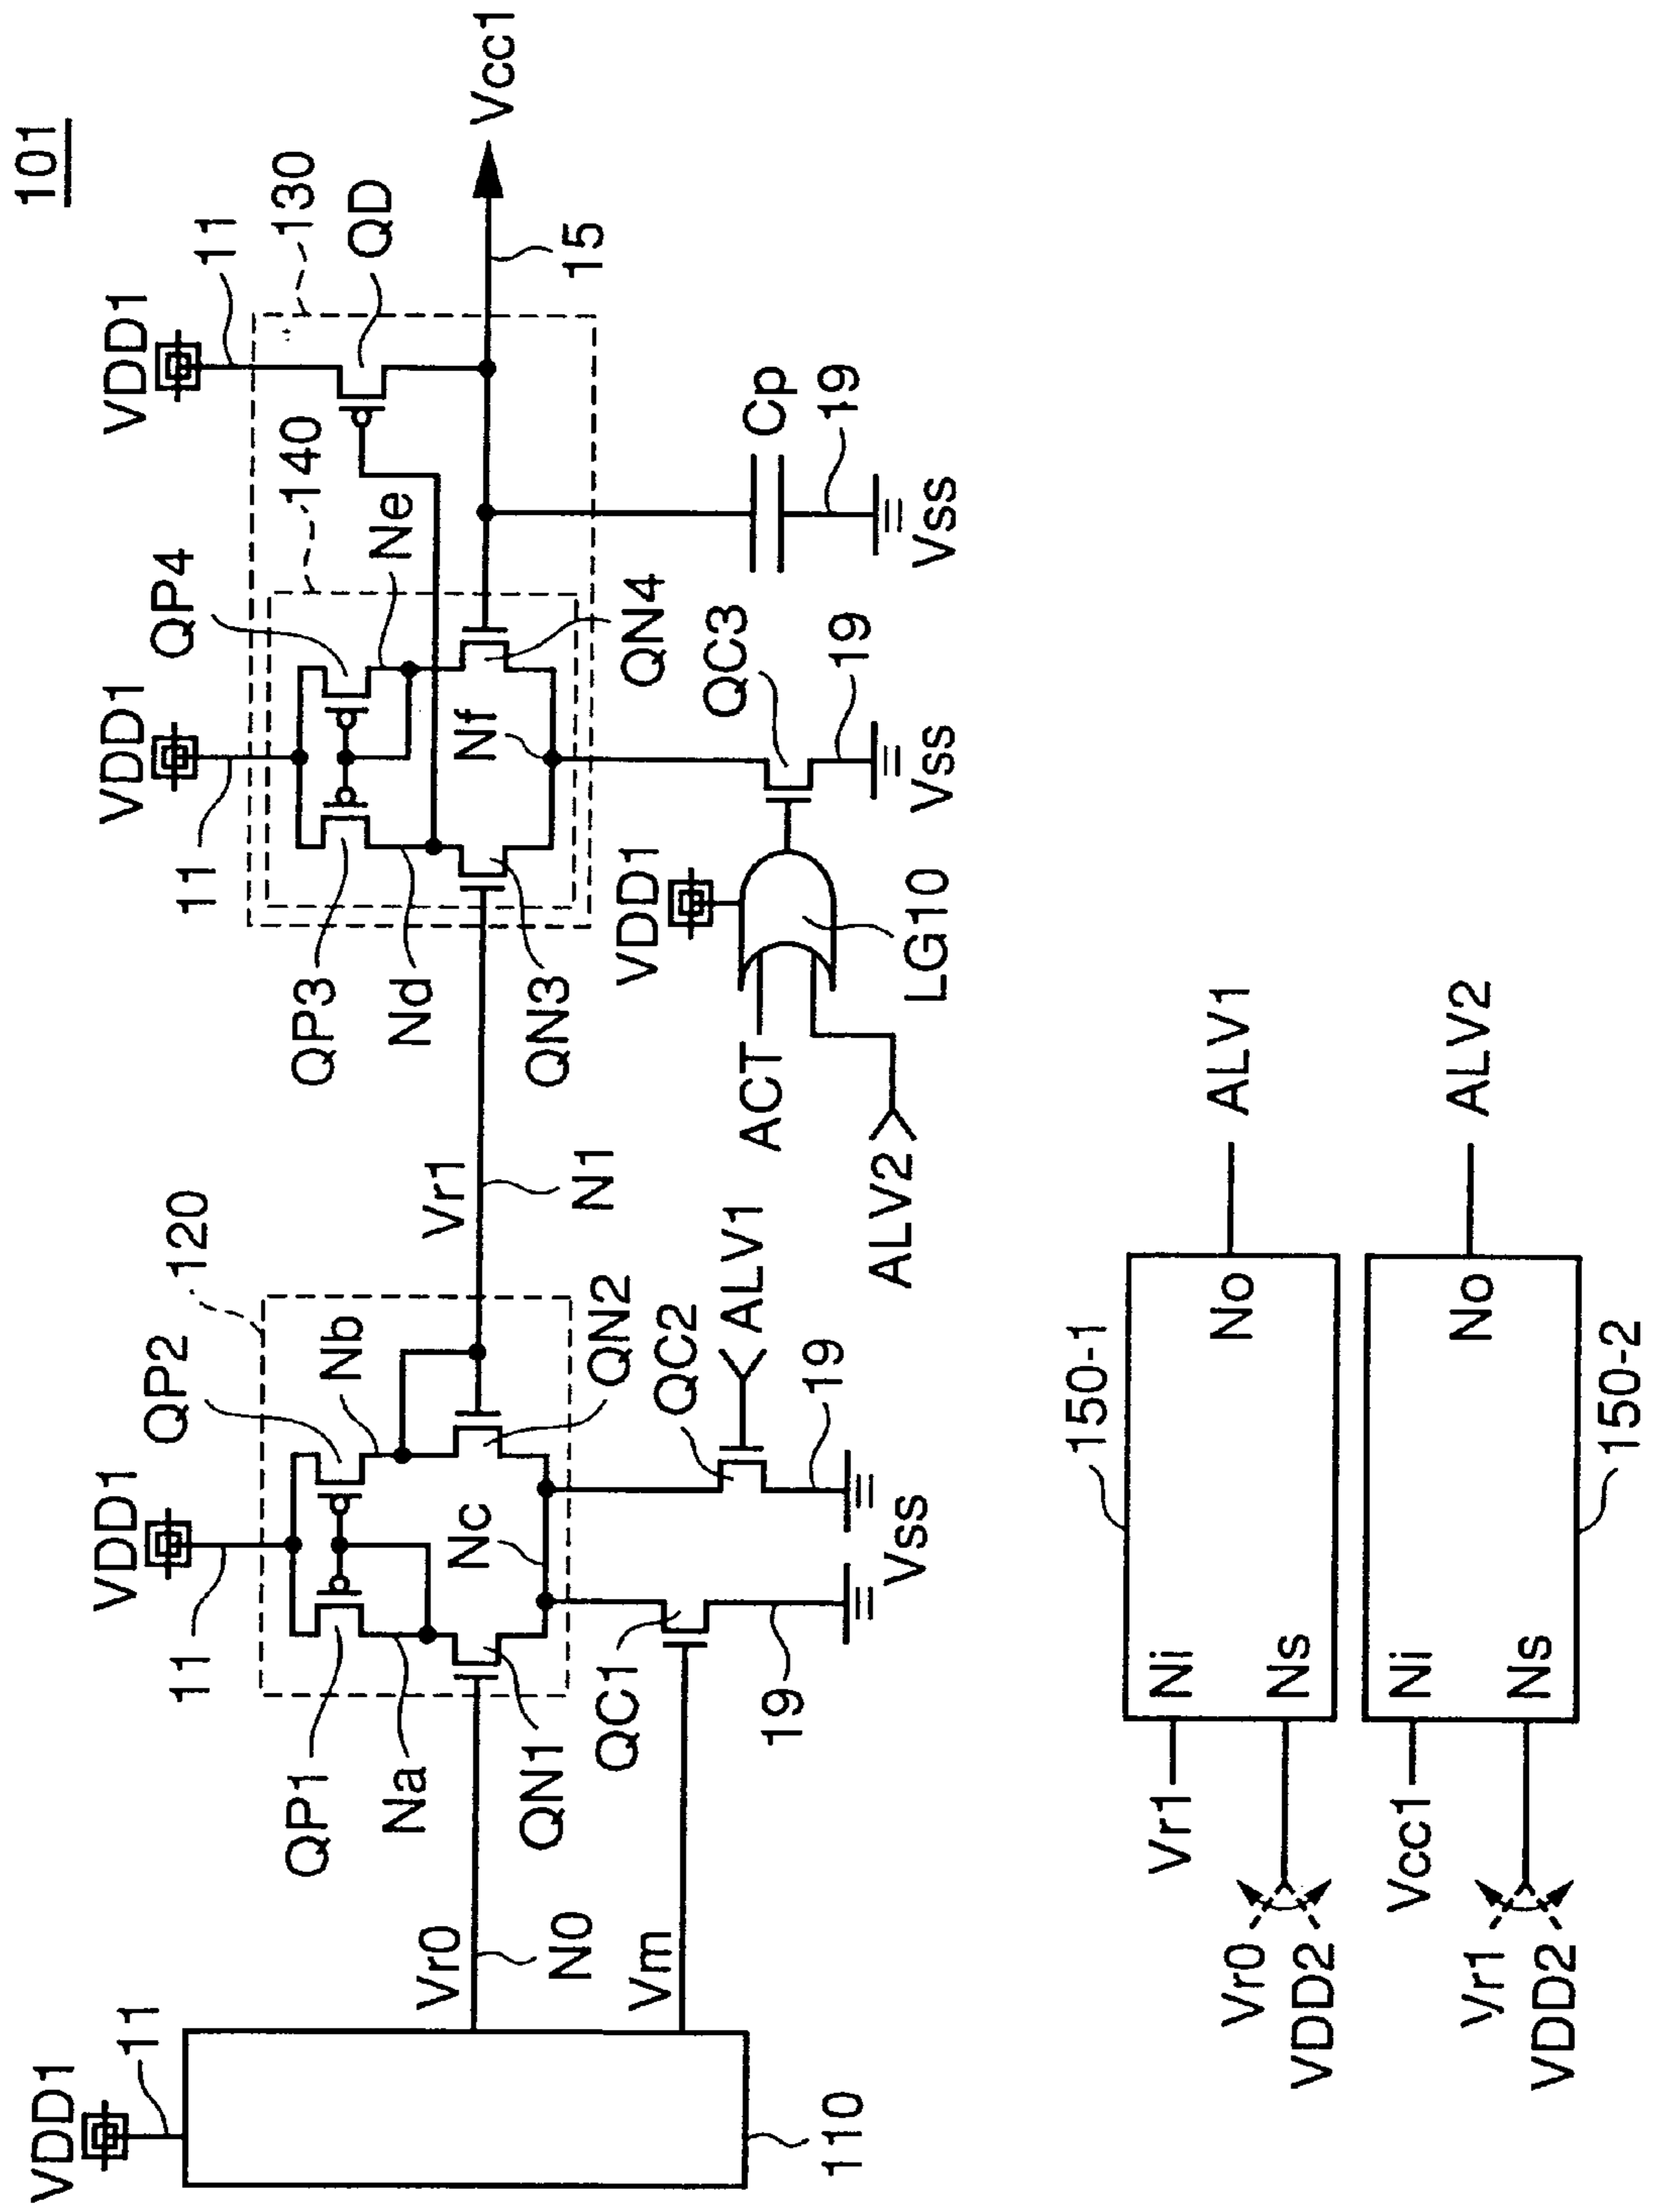 101
VDD1
11
110
Vr0
N0
Vm
VDD1
11
120
QP1
QP2
Na
Nb
QN1
QN2
Nc
QC1
QC2
ALV1
19
19
Vss
Vr1
N1
VDD1
11
140
130
QP3
QP4
Nd
Ne
QN3
QN4
Nf
VDD1
11
QD
15
Vcc1
Cp
19
Vss
QC3
19
Vss
VDD1
ACT
ALV2
LG10
150-1
Vr1
Ni
No
ALV1
Vr0
VDD2
Ns
150-2
Vcc1
Ni
No
ALV2
Vr1
VDD2
Ns